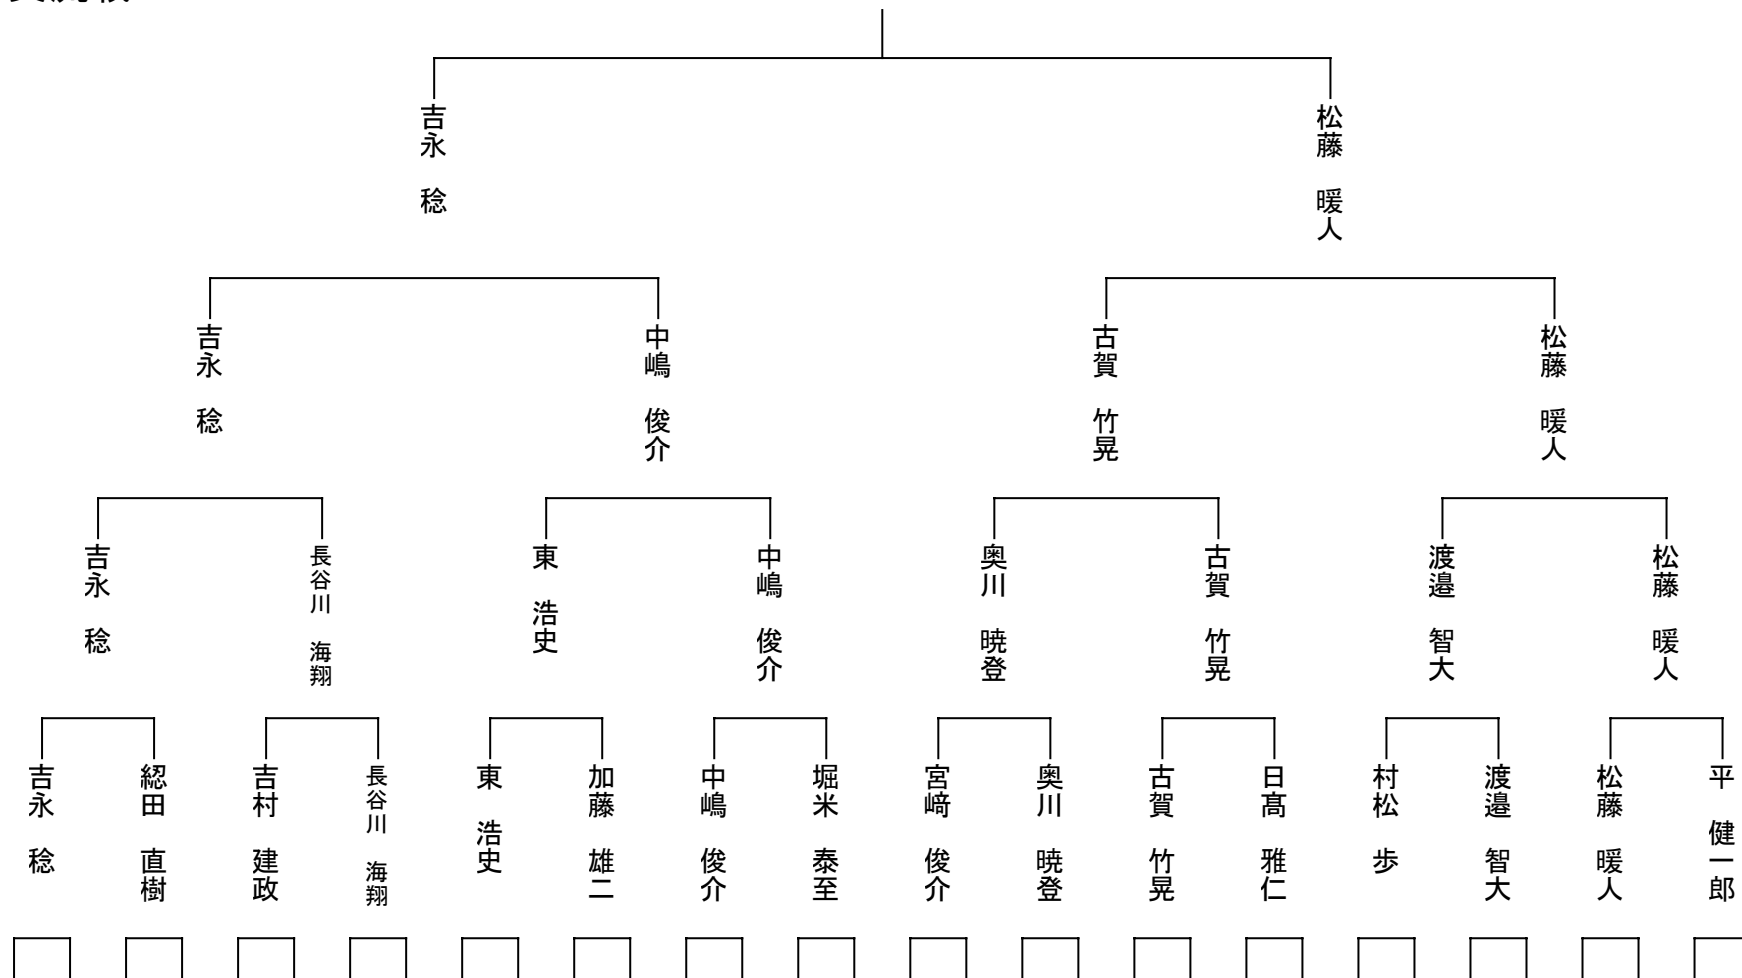 吉永 稔
松藤 暖人
吉永 稔
中嶋 俊介
古賀 竹晃
松藤 暖人
吉永 稔
長谷川 海翔
東 浩史
中嶋 俊介
奥川 暁登
古賀 竹晃
渡邉 智大
松藤 暖人
吉永 稔
綛田 直樹
吉村 建政
長谷川 海翔
東 浩史
加藤 雄二
中嶋 俊介
堀米 泰至
宮﨑 俊介
奥川 暁登
古賀 竹晃
日髙 雅仁
村松 歩
渡邉 智大
松藤 暖人
平 健一郎